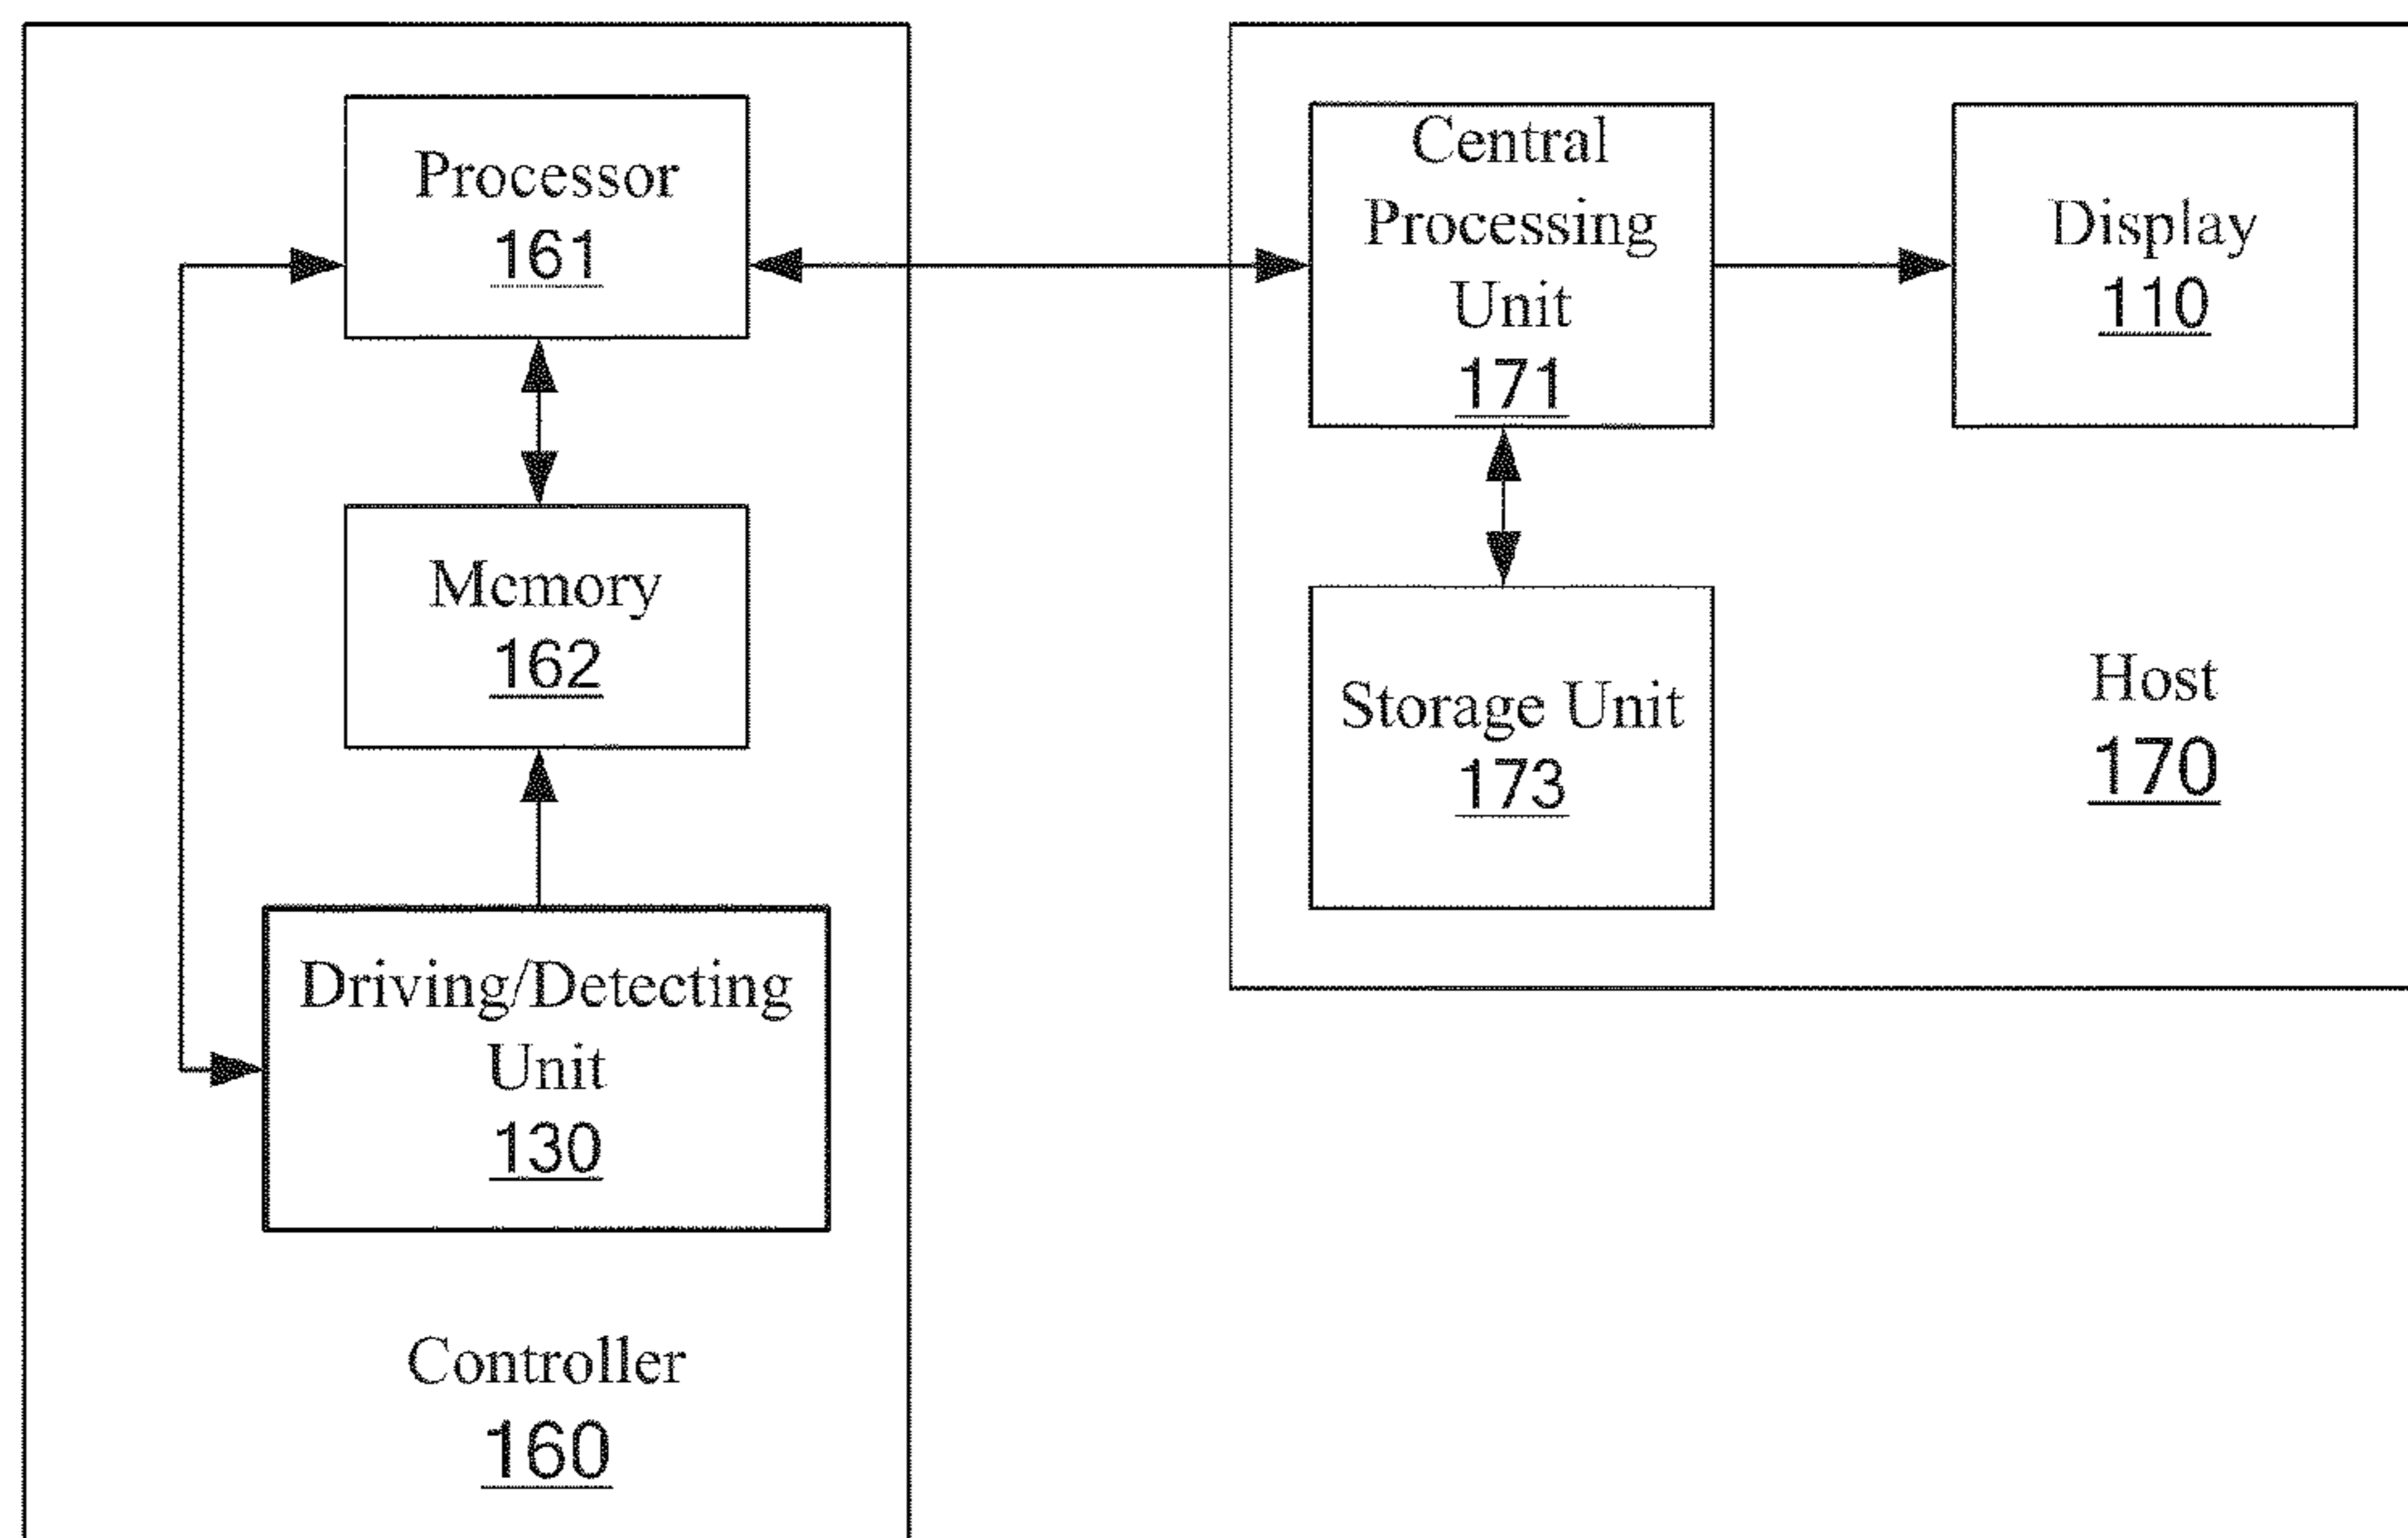 Processor
161
Memory
162
Driving/Detecting
Unit
130
Controller
160
Central
Processing
Unit
171
Display
110
Storage Unit
173
Host
170